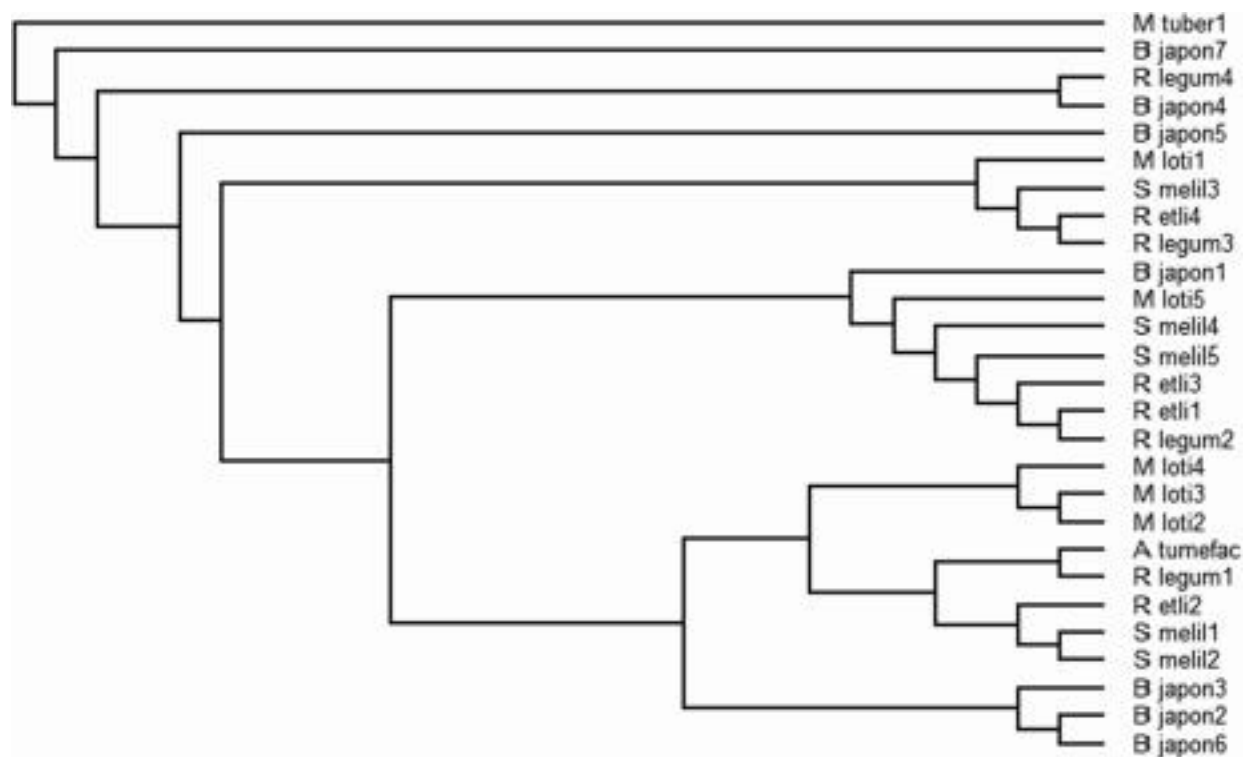 M tuber1
B japon7
R legum4
B japon4
B japon5
M loti1
S melil3
R etli4
R legum3
B japon1
M loti5
S melil4
S melil5
R etli3
R etli1
R legum2
M loti4
M loti3
M loti2
A tumefac
R legum1
R etli2
S melil1
S melil2
B japon3
B japon2
B japon6